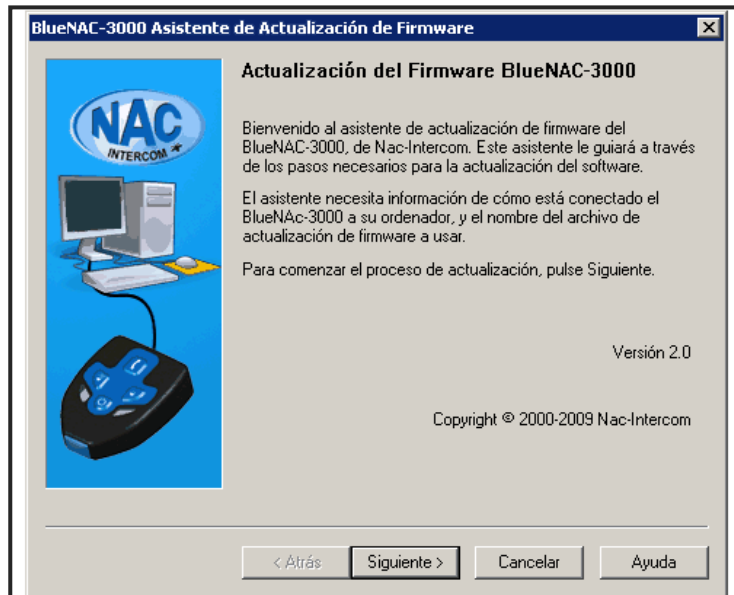 BlueNAC-3000 Asistente de Actualización de Firmware
NAC
INTERCOM
Actualización del Firmware BlueNAC-3000
Bienvenido al asistente de actualización de firmware del
BlueNAC-3000, de Nac-Intercom. Este asistente le guiará a través
de los pasos necesarios para la actualización del software.
El asistente necesita información de cómo está conectado el
BlueNAc-3000 a su ordenador, y el nombre del archivo de
actualización de firmware a usar.
Para comenzar el proceso de actualización, pulse Siguiente.
Versión 2.0
Copyright © 2000-2009 Nac-Intercom
< Atrás Siguiente > Cancelar Ayuda